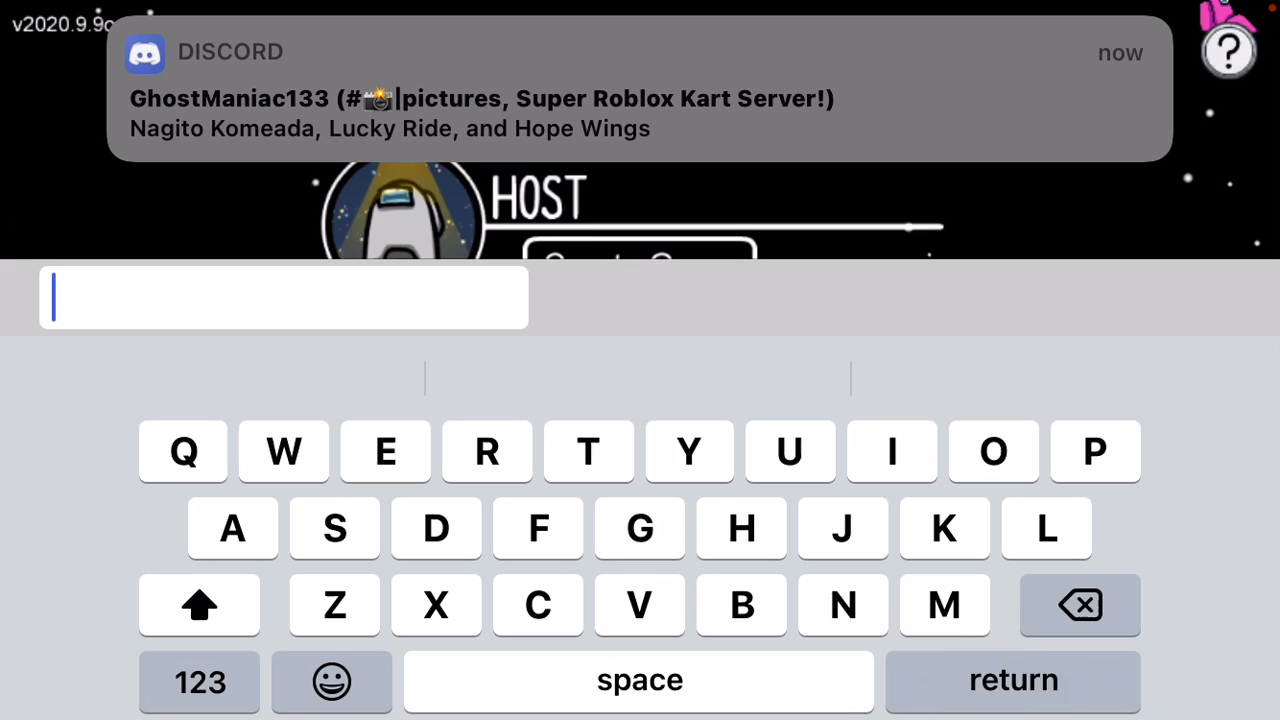 v2020.9.9
DISCORD
now
GhostManiac133 (#📸|pictures, Super Roblox Kart Server!)
Nagito Komeada, Lucky Ride, and Hope Wings
?
HOST
Q W E R T Y U I O P
A S D F G H J K L
Z X C V B N M
123
space
return